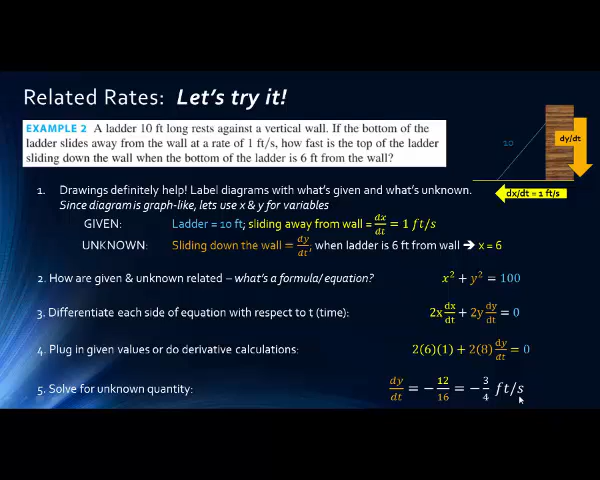 Related Rates: Let's try it!
EXAMPLE 2 A ladder 10 ft long rests against a vertical wall. If the bottom of the
ladder slides away from the wall at a rate of 1 ft/s, how fast is the top of the ladder
sliding down the wall when the bottom of the ladder is 6 ft from the wall?
10
dy/dt
dx/dt = 1 ft/s
1. Drawings definitely help! Label diagrams with what's given and what's unknown.
Since diagram is graph-like, lets use x & y for variables
GIVEN: Ladder = 10 ft; sliding away from wall = dx/dt = 1 ft/s
UNKNOWN: Sliding down the wall = dy/dt, when ladder is 6 ft from wall → x = 6
2. How are given & unknown related – what's a formula/ equation? x² + y² = 100
3. Differentiate each side of equation with respect to t (time): 2x dx/dt + 2y dy/dt = 0
4. Plug in given values or do derivative calculations: 2(6)(1) + 2(8) dy/dt = 0
5. Solve for unknown quantity: dy/dt = −12/16 = −3/4 ft/s